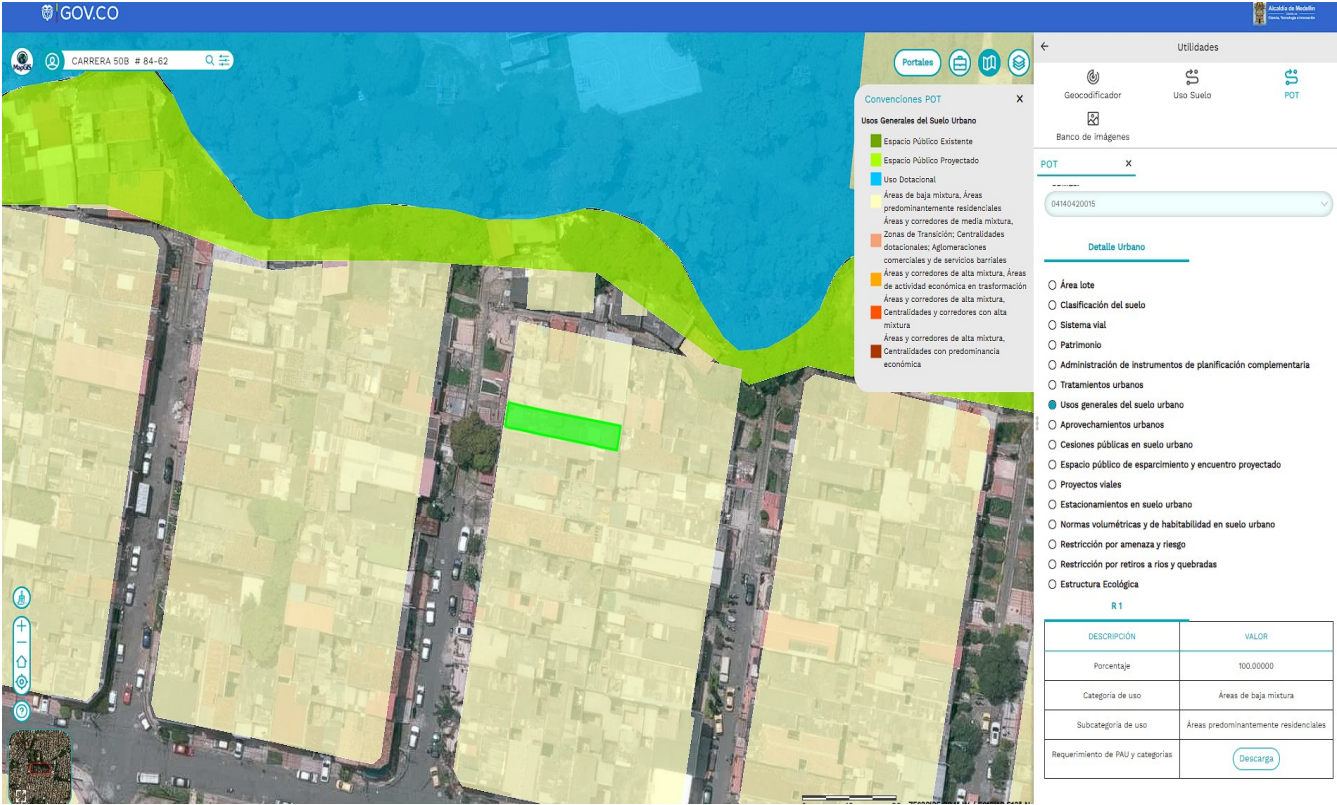 GOV.CO
Alcaldía de Medellín
MapGIS
CARRERA 50B # 84-62
Portales
Convenciones POT X
Usos Generales del Suelo Urbano
Espacio Público Existente
Espacio Público Proyectado
Uso Dotacional
Áreas de baja mixtura, Áreas
predominantemente residenciales
Áreas y corredores de media mixtura,
Zonas de Transición; Centralidades
dotacionales; Aglomeraciones
comerciales y de servicios barriales
Áreas y corredores de alta mixtura, Áreas
de actividad económica en trasformación
Áreas y corredores de alta mixtura,
Centralidades y corredores con alta
mixtura
Áreas y corredores de alta mixtura,
Centralidades con predominancia
económica
Utilidades
Geocodificador
Uso Suelo
POT
Banco de imágenes
POT X
04140420015
Detalle Urbano
Área lote
Clasificación del suelo
Sistema vial
Patrimonio
Administración de instrumentos de planificación complementaria
Tratamientos urbanos
Usos generales del suelo urbano
Aprovechamientos urbanos
Cesiones públicas en suelo urbano
Espacio público de esparcimiento y encuentro proyectado
Proyectos viales
Estacionamientos en suelo urbano
Normas volumétricas y de habitabilidad en suelo urbano
Restricción por amenaza y riesgo
Restricción por retiros a rios y quebradas
Estructura Ecológica
R 1
DESCRIPCIÓN VALOR
Porcentaje 100.00000
Categoria de uso Áreas de baja mixtura
Subcategoria de uso Áreas predominantemente residenciales
Requerimiento de PAU y categorias Descarga